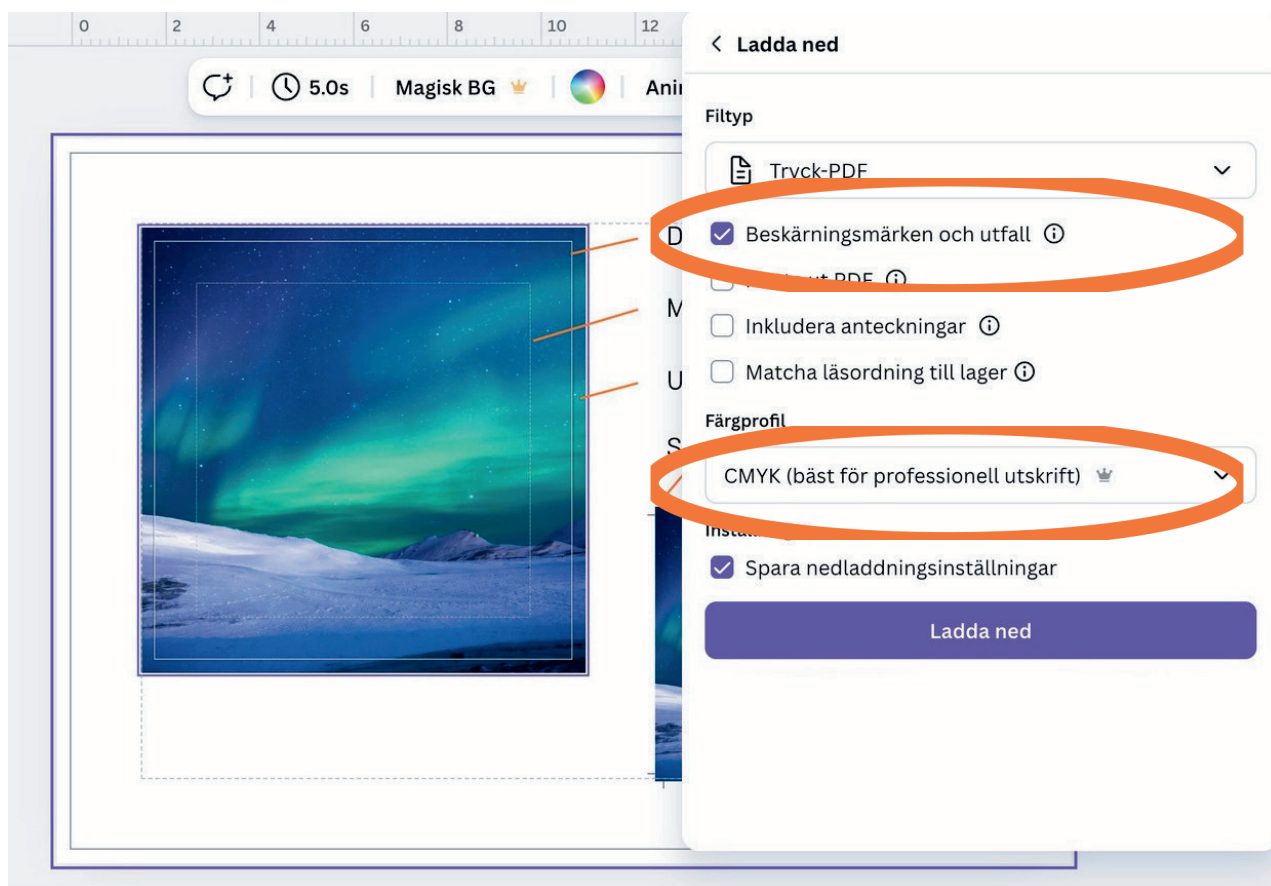 0 2 4 6 8 10 12
Ladda ned
5.0s Magisk BG
Filtyp
Tryck-PDF
D
Beskärningsmärken och utfall
PDF
M
Inkludera anteckningar
U
Matcha läsordning till lager
Färgprofil
S
CMYK (bäst för professionell utskrift)
Spara nedladdningsinställningar
Ladda ned